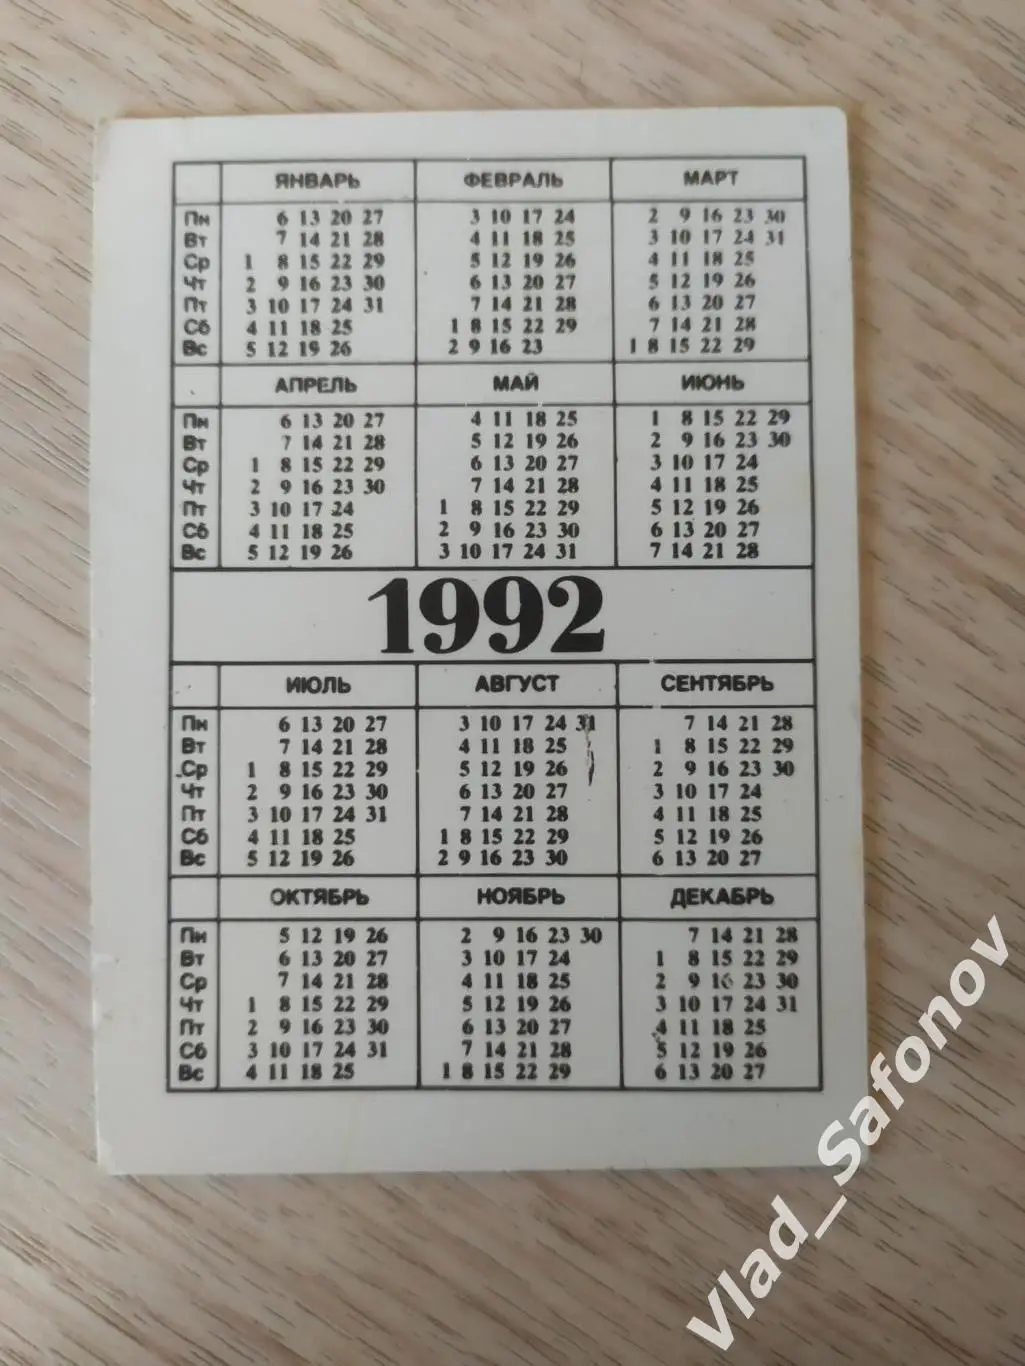 ЯНВАРЬ ФЕВРАЛЬ МАРТ
Пн 6 13 20 27 3 10 17 24 2 9 16 23 30
Вт 7 14 21 28 4 11 18 25 3 10 17 24 31
Ср 1 8 15 22 29 5 12 19 26 4 11 18 25
Чт 2 9 16 23 30 6 13 20 27 5 12 19 26
Пт 3 10 17 24 31 7 14 21 28 6 13 20 27
Сб 4 11 18 25 1 8 15 22 29 7 14 21 28
Вс 5 12 19 26 2 9 16 23 1 8 15 22 29
АПРЕЛЬ МАЙ ИЮНЬ
Пн 6 13 20 27 4 11 18 25 1 8 15 22 29
Вт 7 14 21 28 5 12 19 26 2 9 16 23 30
Ср 1 8 15 22 29 6 13 20 27 3 10 17 24
Чт 2 9 16 23 30 7 14 21 28 4 11 18 25
Пт 3 10 17 24 1 8 15 22 29 5 12 19 26
Сб 4 11 18 25 2 9 16 23 30 6 13 20 27
Вс 5 12 19 26 3 10 17 24 31 7 14 21 28
1992
ИЮЛЬ АВГУСТ СЕНТЯБРЬ
Пн 6 13 20 27 3 10 17 24 31 7 14 21 28
Вт 7 14 21 28 4 11 18 25 1 8 15 22 29
Ср 1 8 15 22 29 5 12 19 26 2 9 16 23 30
Чт 2 9 16 23 30 6 13 20 27 3 10 17 24
Пт 3 10 17 24 31 7 14 21 28 4 11 18 25
Сб 4 11 18 25 1 8 15 22 29 5 12 19 26
Вс 5 12 19 26 2 9 16 23 30 6 13 20 27
ОКТЯБРЬ НОЯБРЬ ДЕКАБРЬ
Пн 5 12 19 26 2 9 16 23 30 7 14 21 28
Вт 6 13 20 27 3 10 17 24 1 8 15 22 29
Ср 7 14 21 28 4 11 18 25 2 9 16 23 30
Чт 1 8 15 22 29 5 12 19 26 3 10 17 24 31
Пт 2 9 16 23 30 6 13 20 27 4 11 18 25
Сб 3 10 17 24 31 7 14 21 28 5 12 19 26
Вс 4 11 18 25 1 8 15 22 29 6 13 20 27
Vlad_Safonov